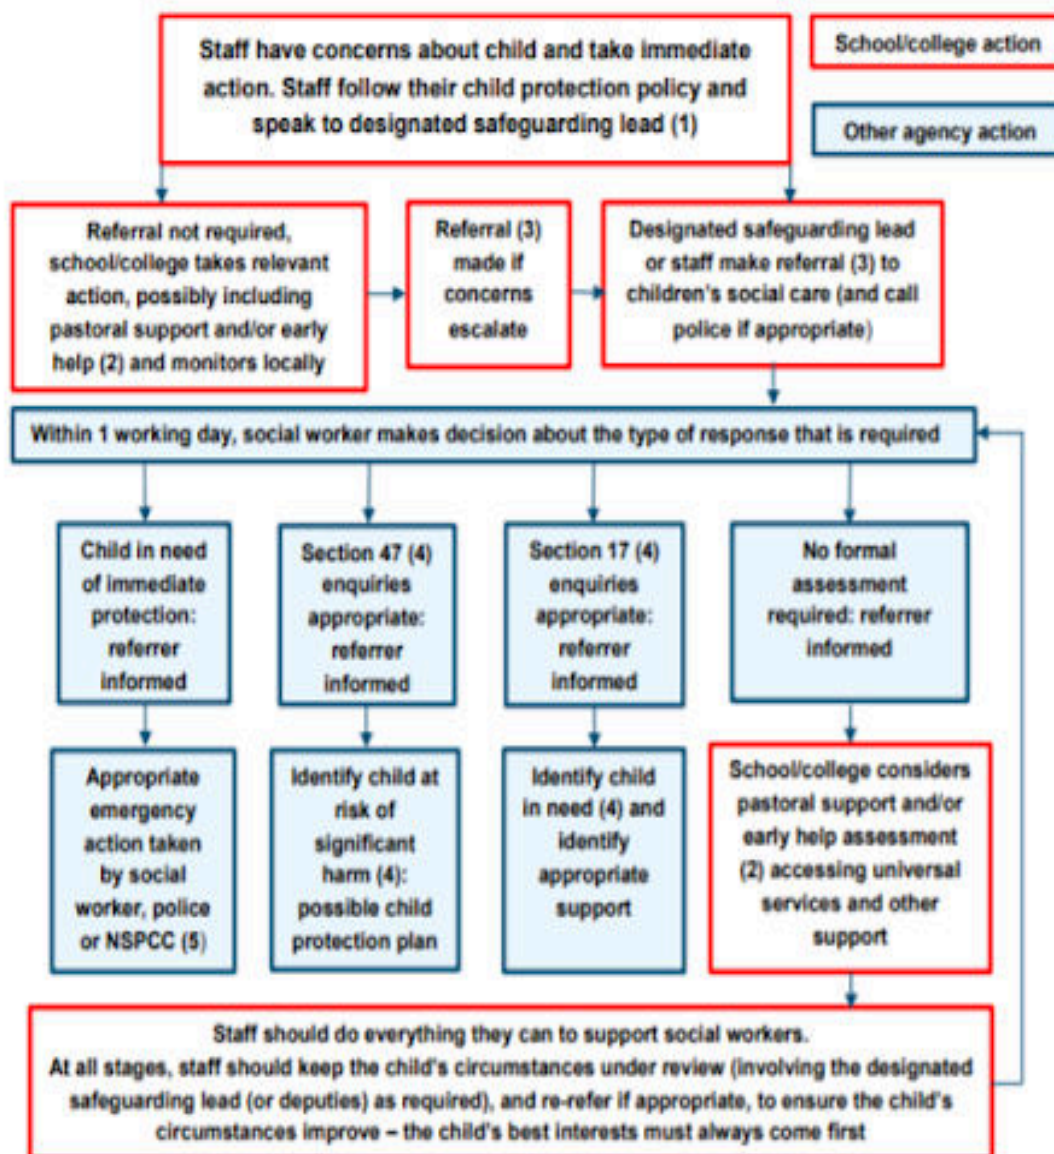 Staff have concerns about child and take immediate
action. Staff follow their child protection policy and
speak to designated safeguarding lead (1)
School/college action
Other agency action
Referral not required,
school/college takes relevant
action, possibly including
pastoral support and/or early
help (2) and monitors locally
Referral (3)
made if
concerns
escalate
Designated safeguarding lead
or staff make referral (3) to
children's social care (and call
police if appropriate)
Within 1 working day, social worker makes decision about the type of response that is required
Child in need
of immediate
protection:
referrer
informed
Section 47 (4)
enquiries
appropriate:
referrer
informed
Section 17 (4)
enquiries
appropriate:
referrer
informed
No formal
assessment
required: referrer
informed
Appropriate
emergency
action taken
by social
worker, police
or NSPCC (5)
Identify child at
risk of
significant
harm (4):
possible child
protection plan
Identify child
in need (4) and
identify
appropriate
support
School/college considers
pastoral support and/or
early help assessment
(2) accessing universal
services and other
support
Staff should do everything they can to support social workers.
At all stages, staff should keep the child's circumstances under review (involving the designated
safeguarding lead (or deputies) as required), and re-refer if appropriate, to ensure the child's
circumstances improve – the child's best interests must always come first